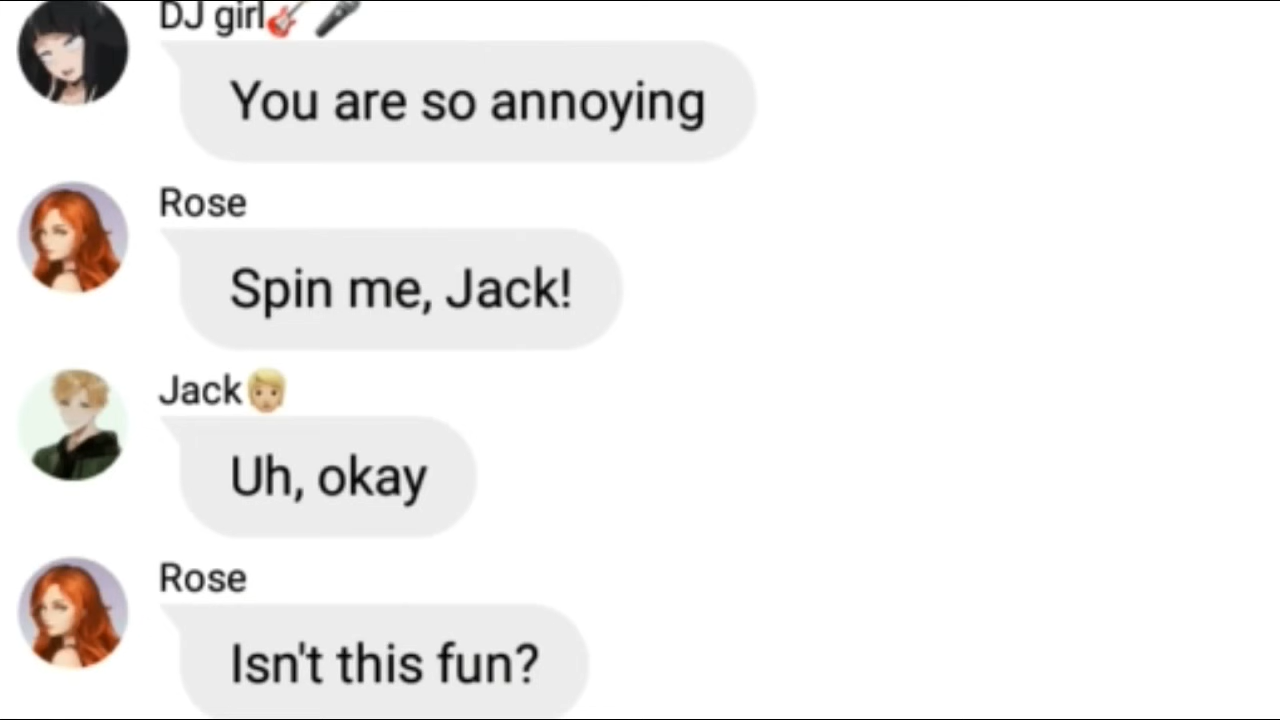 DJ girl🎸🎤
You are so annoying
Rose
Spin me, Jack!
Jack👱🏼
Uh, okay
Rose
Isn't this fun?